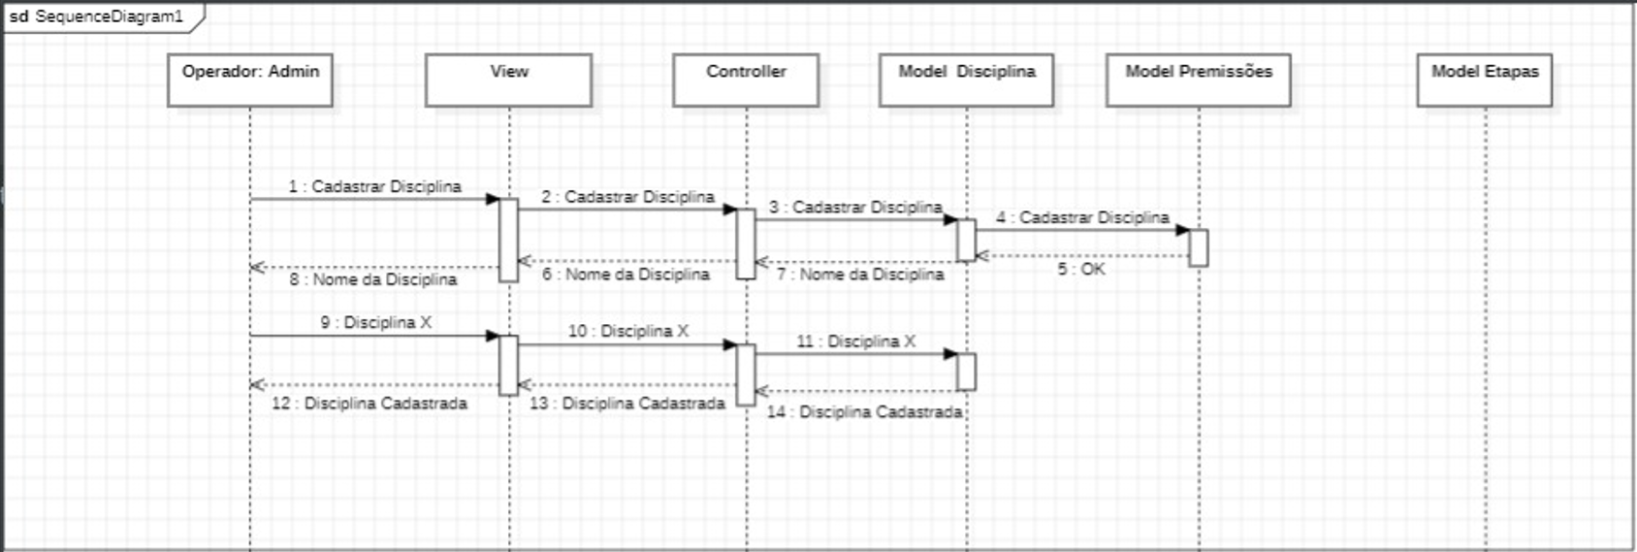 sd SequenceDiagram1
Operador: Admin
View
Controller
Model Disciplina
Model Premissões
Model Etapas
1 : Cadastrar Disciplina
2 : Cadastrar Disciplina
3 : Cadastrar Disciplina
4 : Cadastrar Disciplina
8 : Nome da Disciplina
6 : Nome da Disciplina
7 : Nome da Disciplina
5 : OK
9 : Disciplina X
10 : Disciplina X
11 : Disciplina X
12 : Disciplina Cadastrada
13 : Disciplina Cadastrada
14 : Disciplina Cadastrada